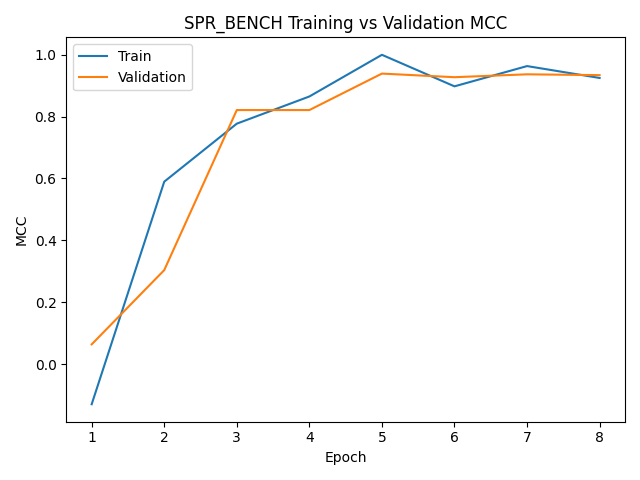 SPR_BENCH Training vs Validation MCC
Train
Validation
1.0
0.8
0.6
0.4
0.2
0.0
MCC
1 2 3 4 5 6 7 8
Epoch